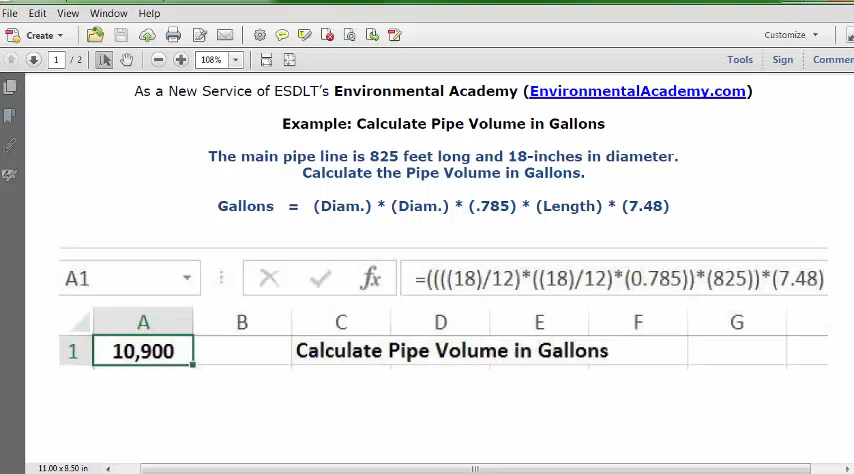 File Edit View Window Help
Create Customize
1 / 2 108% Tools Sign Commen
As a New Service of ESDLT's Environmental Academy (EnvironmentalAcademy.com)
Example: Calculate Pipe Volume in Gallons
The main pipe line is 825 feet long and 18-inches in diameter.
Calculate the Pipe Volume in Gallons.
Gallons = (Diam.) * (Diam.) * (.785) * (Length) * (7.48)
A1 fx =((((18)/12)*((18)/12)*(0.785))*(825))*(7.48)
A B C D E F G
1 10,900 Calculate Pipe Volume in Gallons
11.00 x 8.50 in